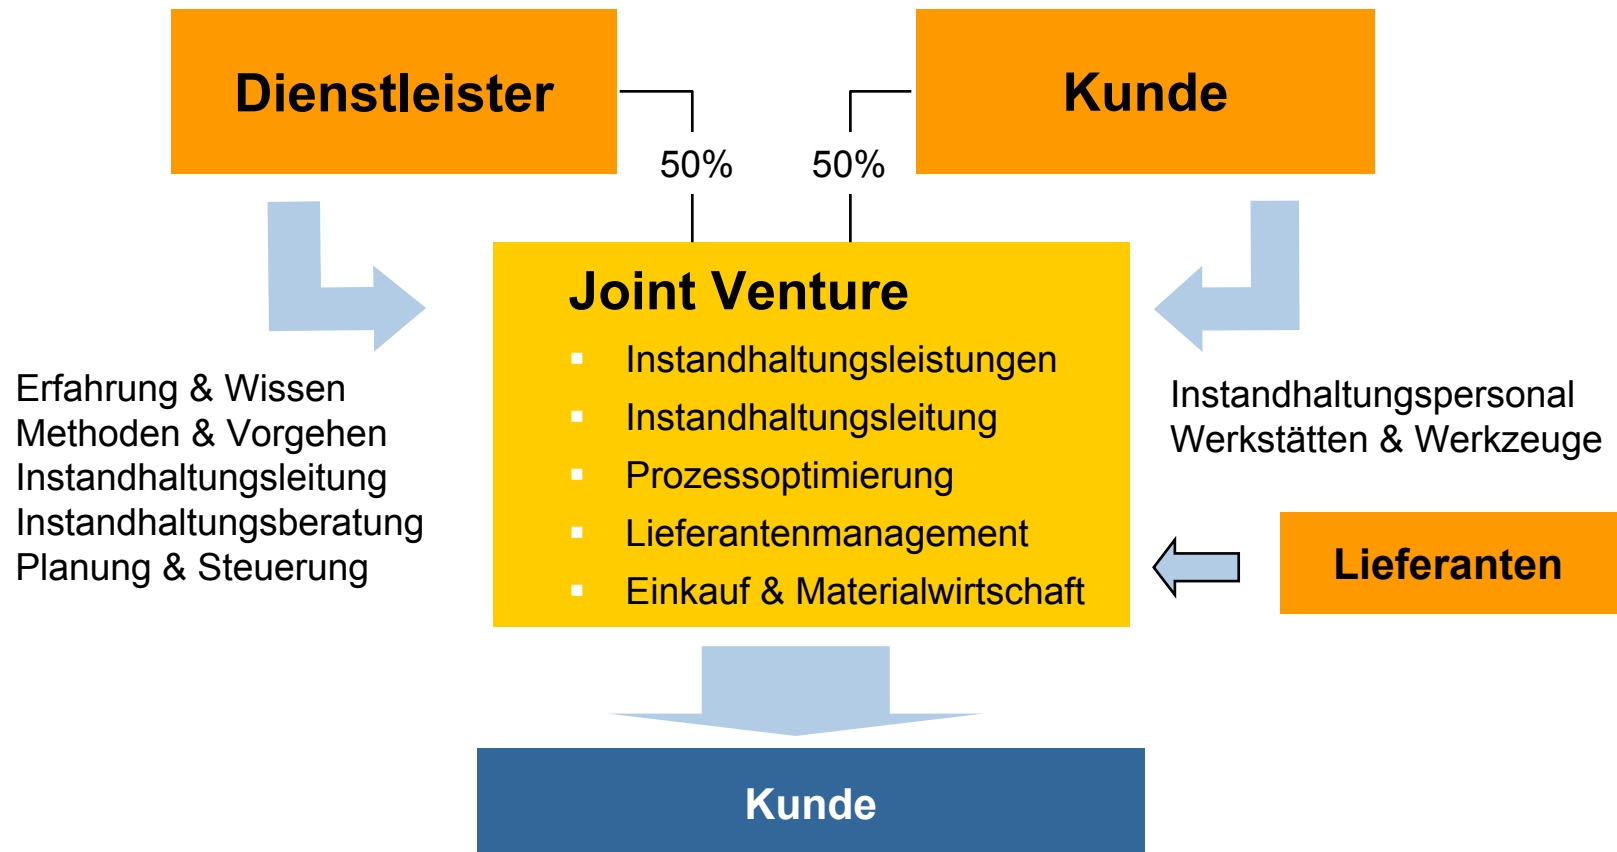 Dienstleister
Kunde
50%
50%
Joint Venture
▪ Instandhaltungsleistungen
▪ Instandhaltungsleitung
▪ Prozessoptimierung
▪ Lieferantenmanagement
▪ Einkauf & Materialwirtschaft
Erfahrung & Wissen
Methoden & Vorgehen
Instandhaltungsleitung
Instandhaltungsberatung
Planung & Steuerung
Instandhaltungspersonal
Werkstätten & Werkzeuge
Lieferanten
Kunde